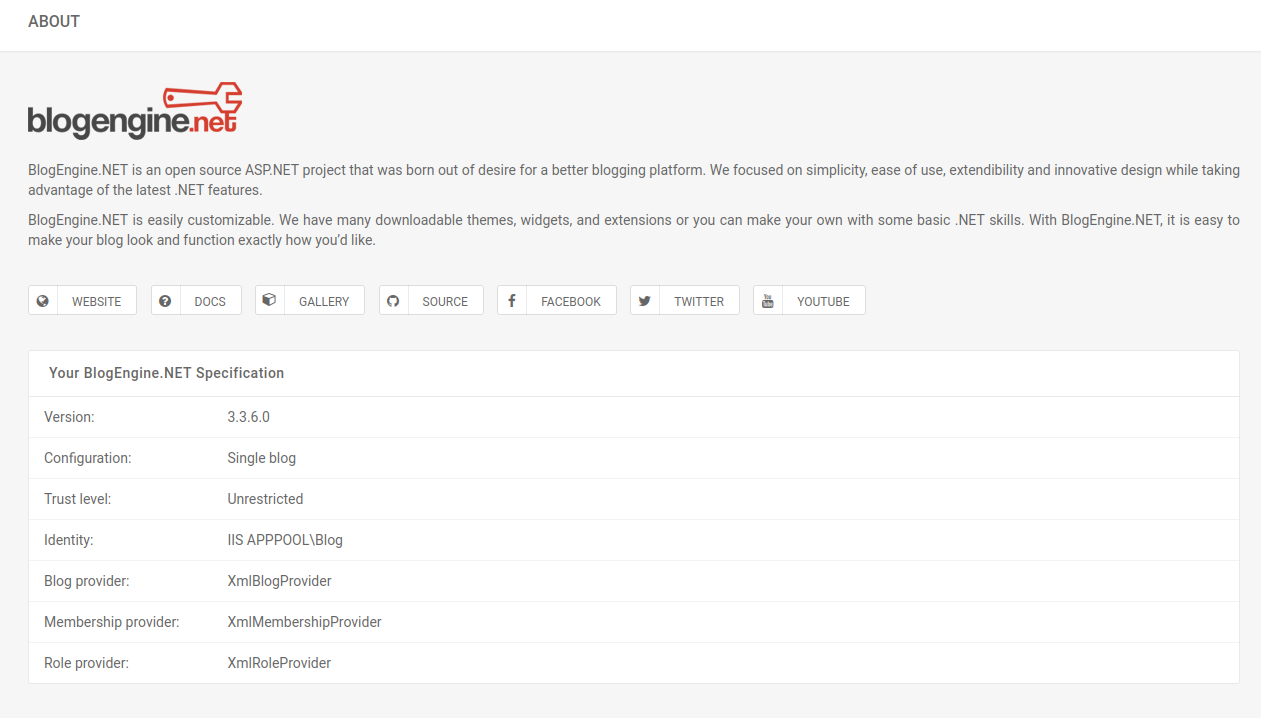 ABOUT
blogengine.net
BlogEngine.NET is an open source ASP.NET project that was born out of desire for a better blogging platform. We focused on simplicity, ease of use, extendibility and innovative design while taking
advantage of the latest .NET features.
BlogEngine.NET is easily customizable. We have many downloadable themes, widgets, and extensions or you can make your own with some basic .NET skills. With BlogEngine.NET, it is easy to
make your blog look and function exactly how you’d like.
WEBSITE DOCS GALLERY SOURCE FACEBOOK TWITTER YOUTUBE
Your BlogEngine.NET Specification
Version: 3.3.6.0
Configuration: Single blog
Trust level: Unrestricted
Identity: IIS APPPOOL\Blog
Blog provider: XmlBlogProvider
Membership provider: XmlMembershipProvider
Role provider: XmlRoleProvider